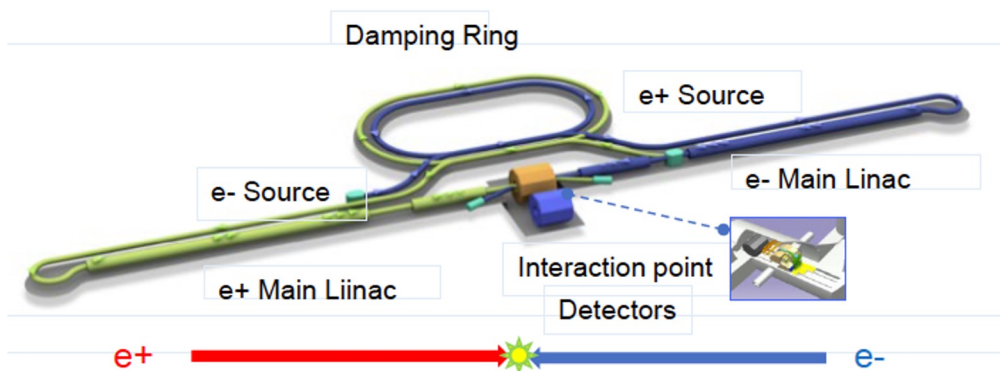 Damping Ring
e+ Source
e- Source
e- Main Linac
e+ Main Liinac
Interaction point
Detectors
e+
e-